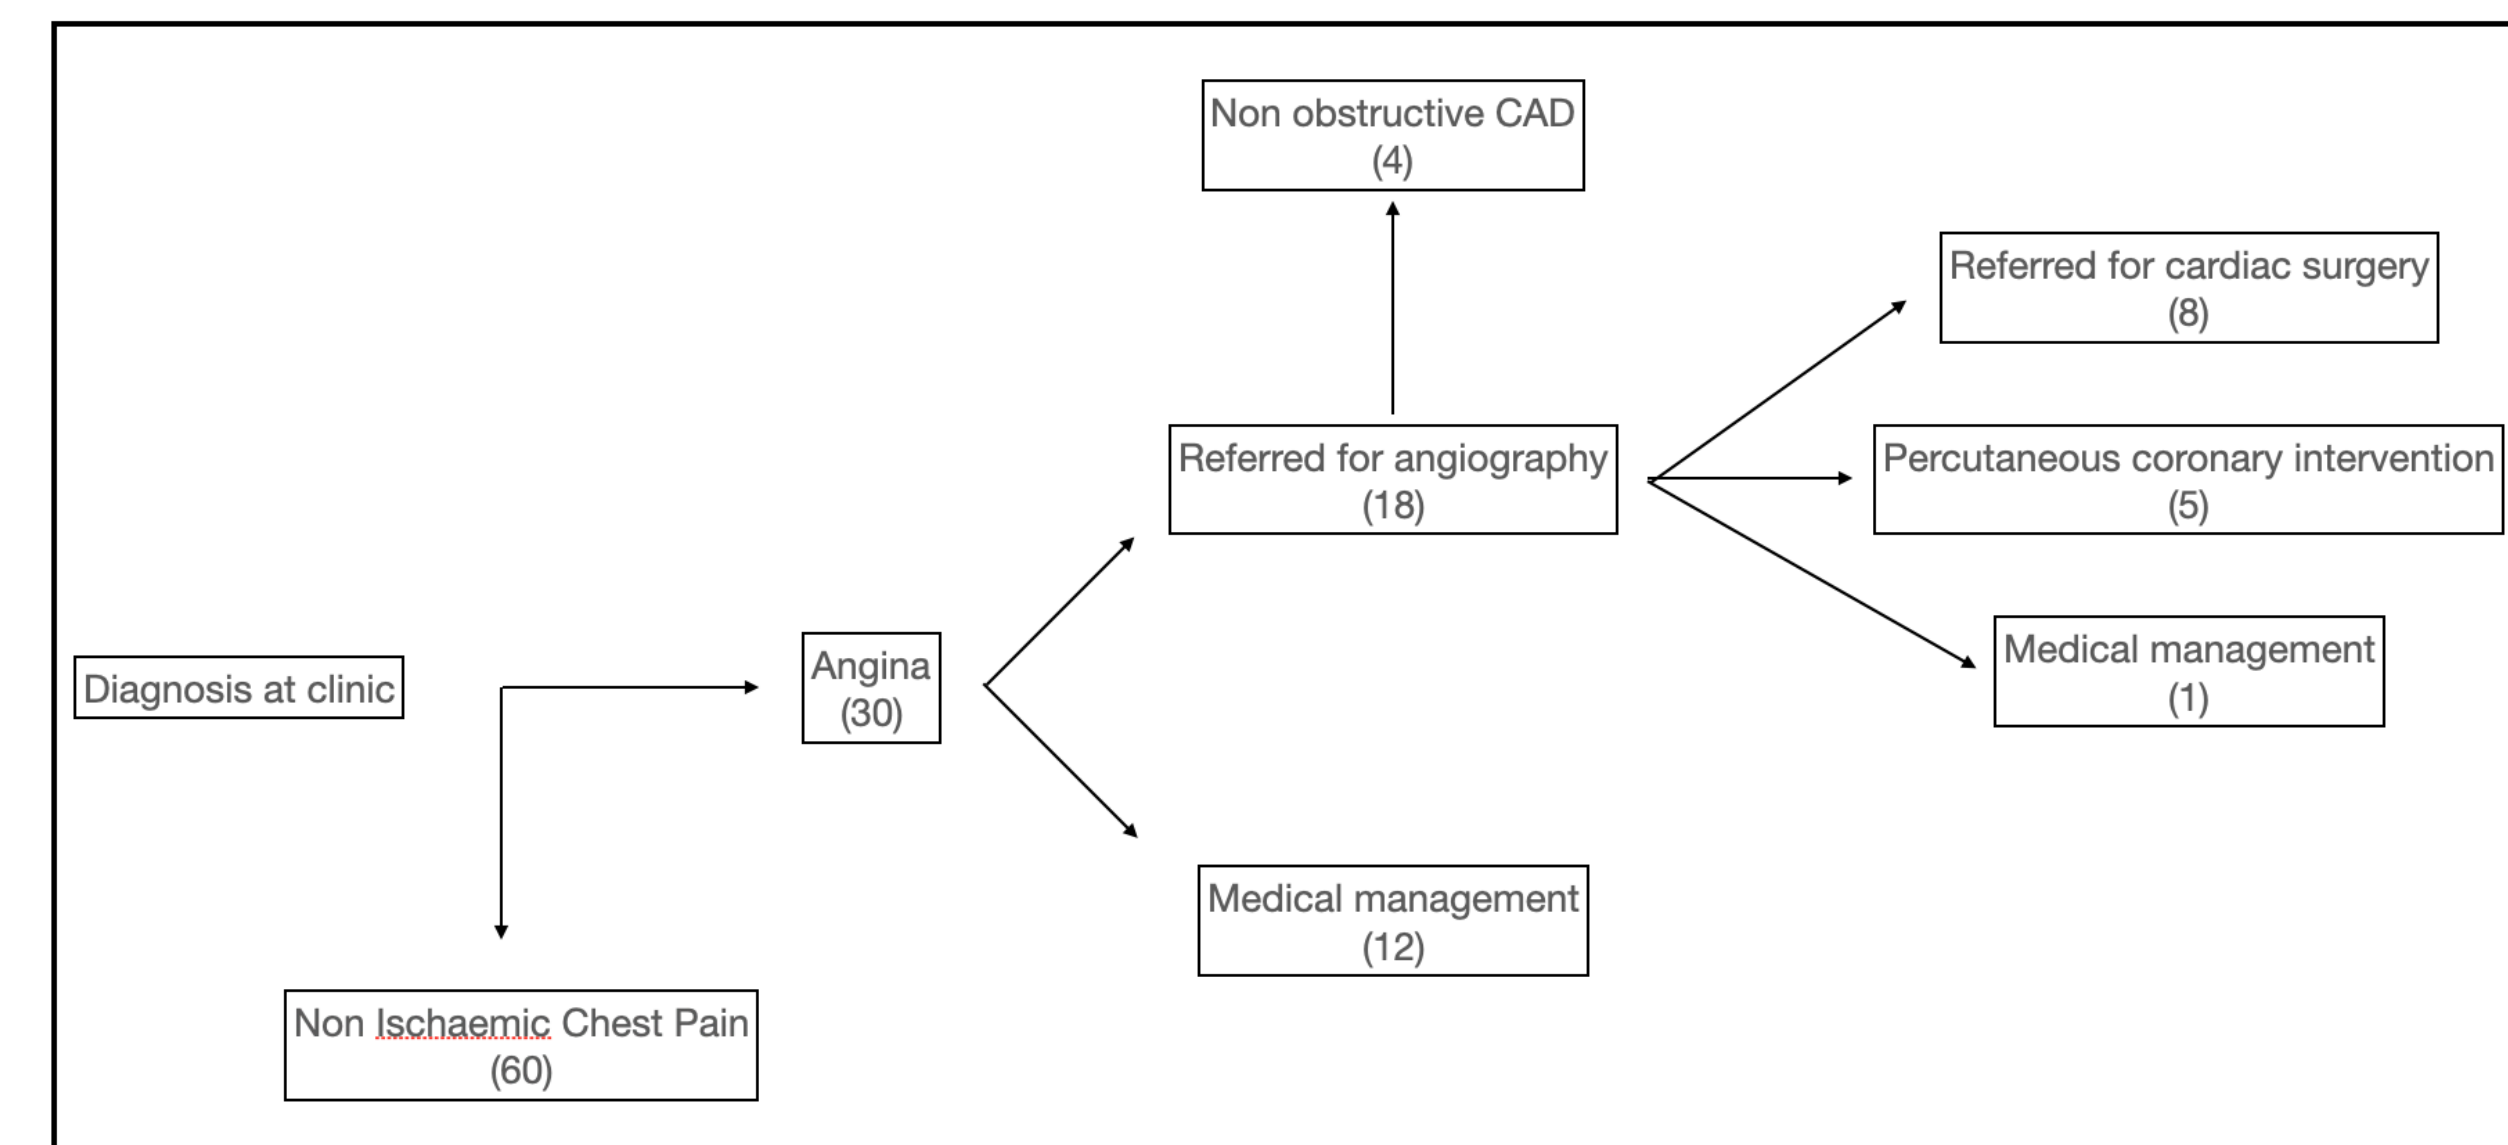 Non obstructive CAD
(4)
Referred for cardiac surgery
(8)
Referred for angiography
(18)
Percutaneous coronary intervention
(5)
Medical management
(1)
Diagnosis at clinic
Angina
(30)
Medical management
(12)
Non Ischaemic Chest Pain
(60)